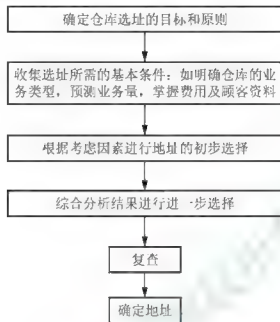 确定仓库选址的目标和原则
收集选址所需的基本条件：如明确仓库的业
务类型，预测业务量，掌握费用及顾客资料
根据考虑因素进行地址的初步选择
综合分析结果进行进一步选择
复查
确定地址